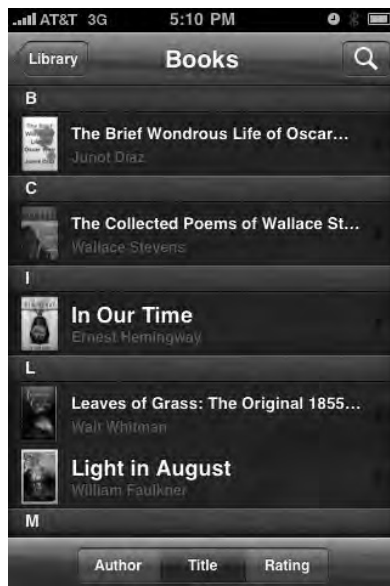 AT&T 3G 5:10 PM
Library Books
B
The Brief Wondrous Life of Oscar...
Junot Díaz
C
The Collected Poems of Wallace St...
Wallace Stevens
I
In Our Time
Ernest Hemingway
L
Leaves of Grass: The Original 1855...
Walt Whitman
Light in August
William Faulkner
M
Author Title Rating